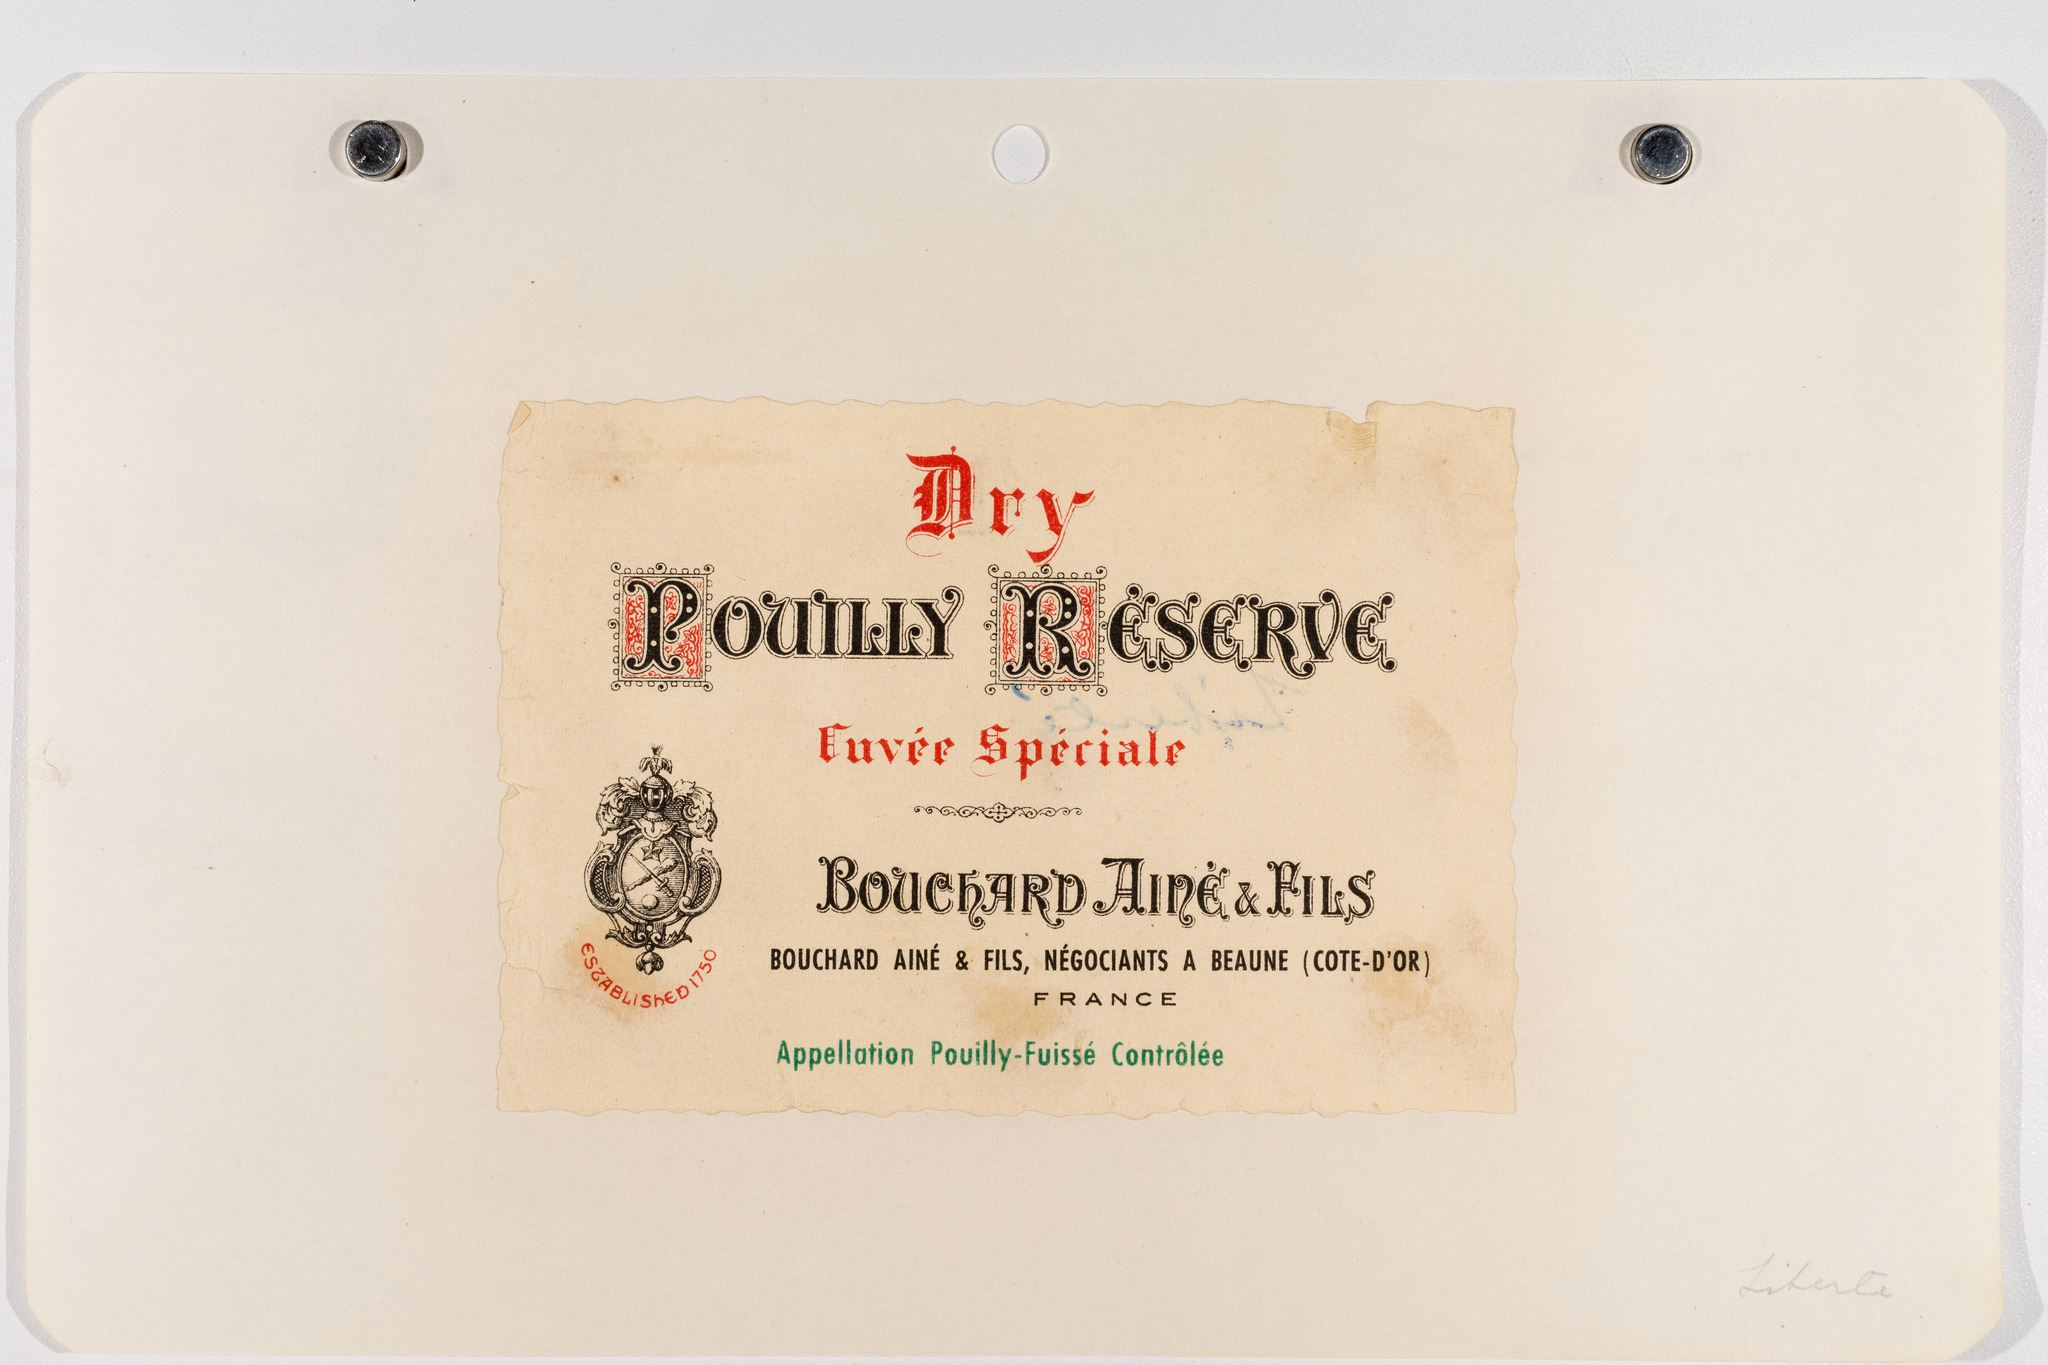 Dry
POUILLY RÉSERVE
Cuvée Spéciale
BOUCHARD AINÉ & FILS
ESTABLISHED 1750
BOUCHARD AINÉ & FILS, NÉGOCIANTS A BEAUNE (COTE-D'OR)
FRANCE
Appellation Pouilly-Fuissé Contrôlée
Liberte